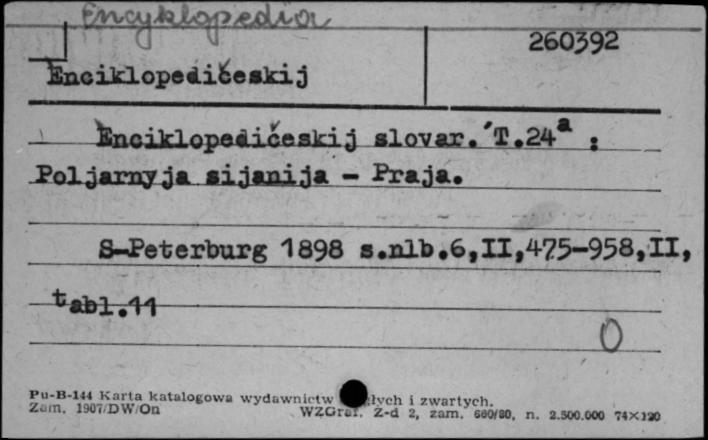 Encyklopedia
260392
Enciklopedičeskij
Enciklopedičeskij slovar.´T.24a :
Poljarnyja sijanija – Praja.
S-Peterburg 1898 s.nlb.6,II,475-958,II,
tabl.11
0
Pu-B-144 Karta katalogowa wydawnictw i zwartych.
Zam. 1907/DW/On WZGraf. Z-d 2, zam. 660/80, n. 2.500.000 74×120